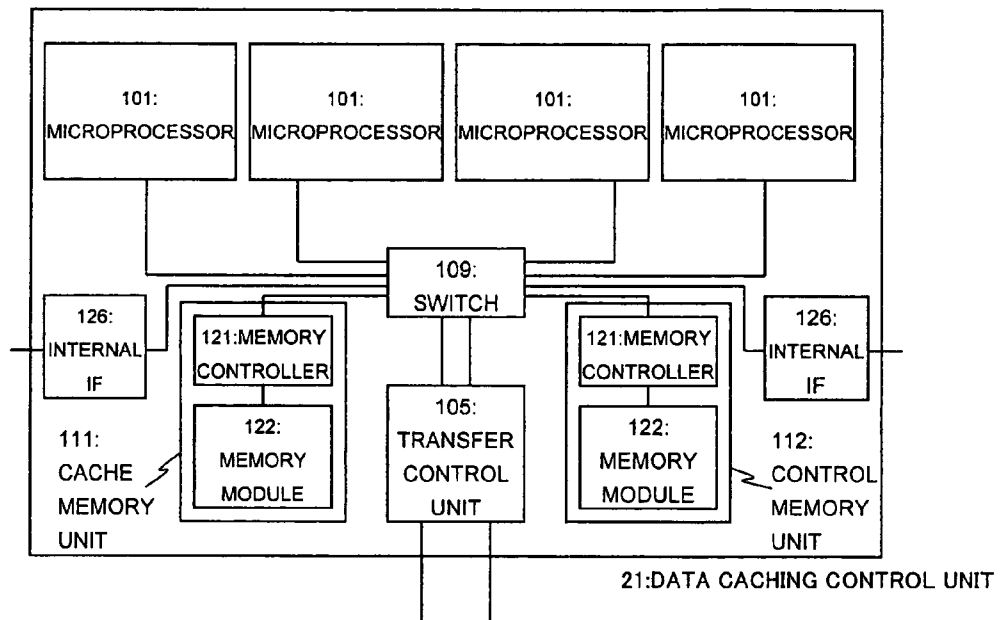 101:
MICROPROCESSOR
101:
MICROPROCESSOR
101:
MICROPROCESSOR
101:
MICROPROCESSOR
109:
SWITCH
126:
INTERNAL
IF
121:MEMORY
CONTROLLER
122:
MEMORY
MODULE
111:
CACHE
MEMORY
UNIT
105:
TRANSFER
CONTROL
UNIT
121:MEMORY
CONTROLLER
122:
MEMORY
MODULE
126:
INTERNAL
IF
112:
CONTROL
MEMORY
UNIT
21:DATA CACHING CONTROL UNIT